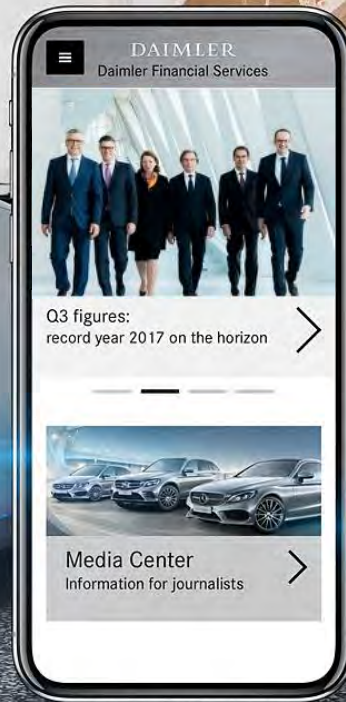 DAIMLER
Daimler Financial Services
Q3 figures:
record year 2017 on the horizon
Media Center
Information for journalists